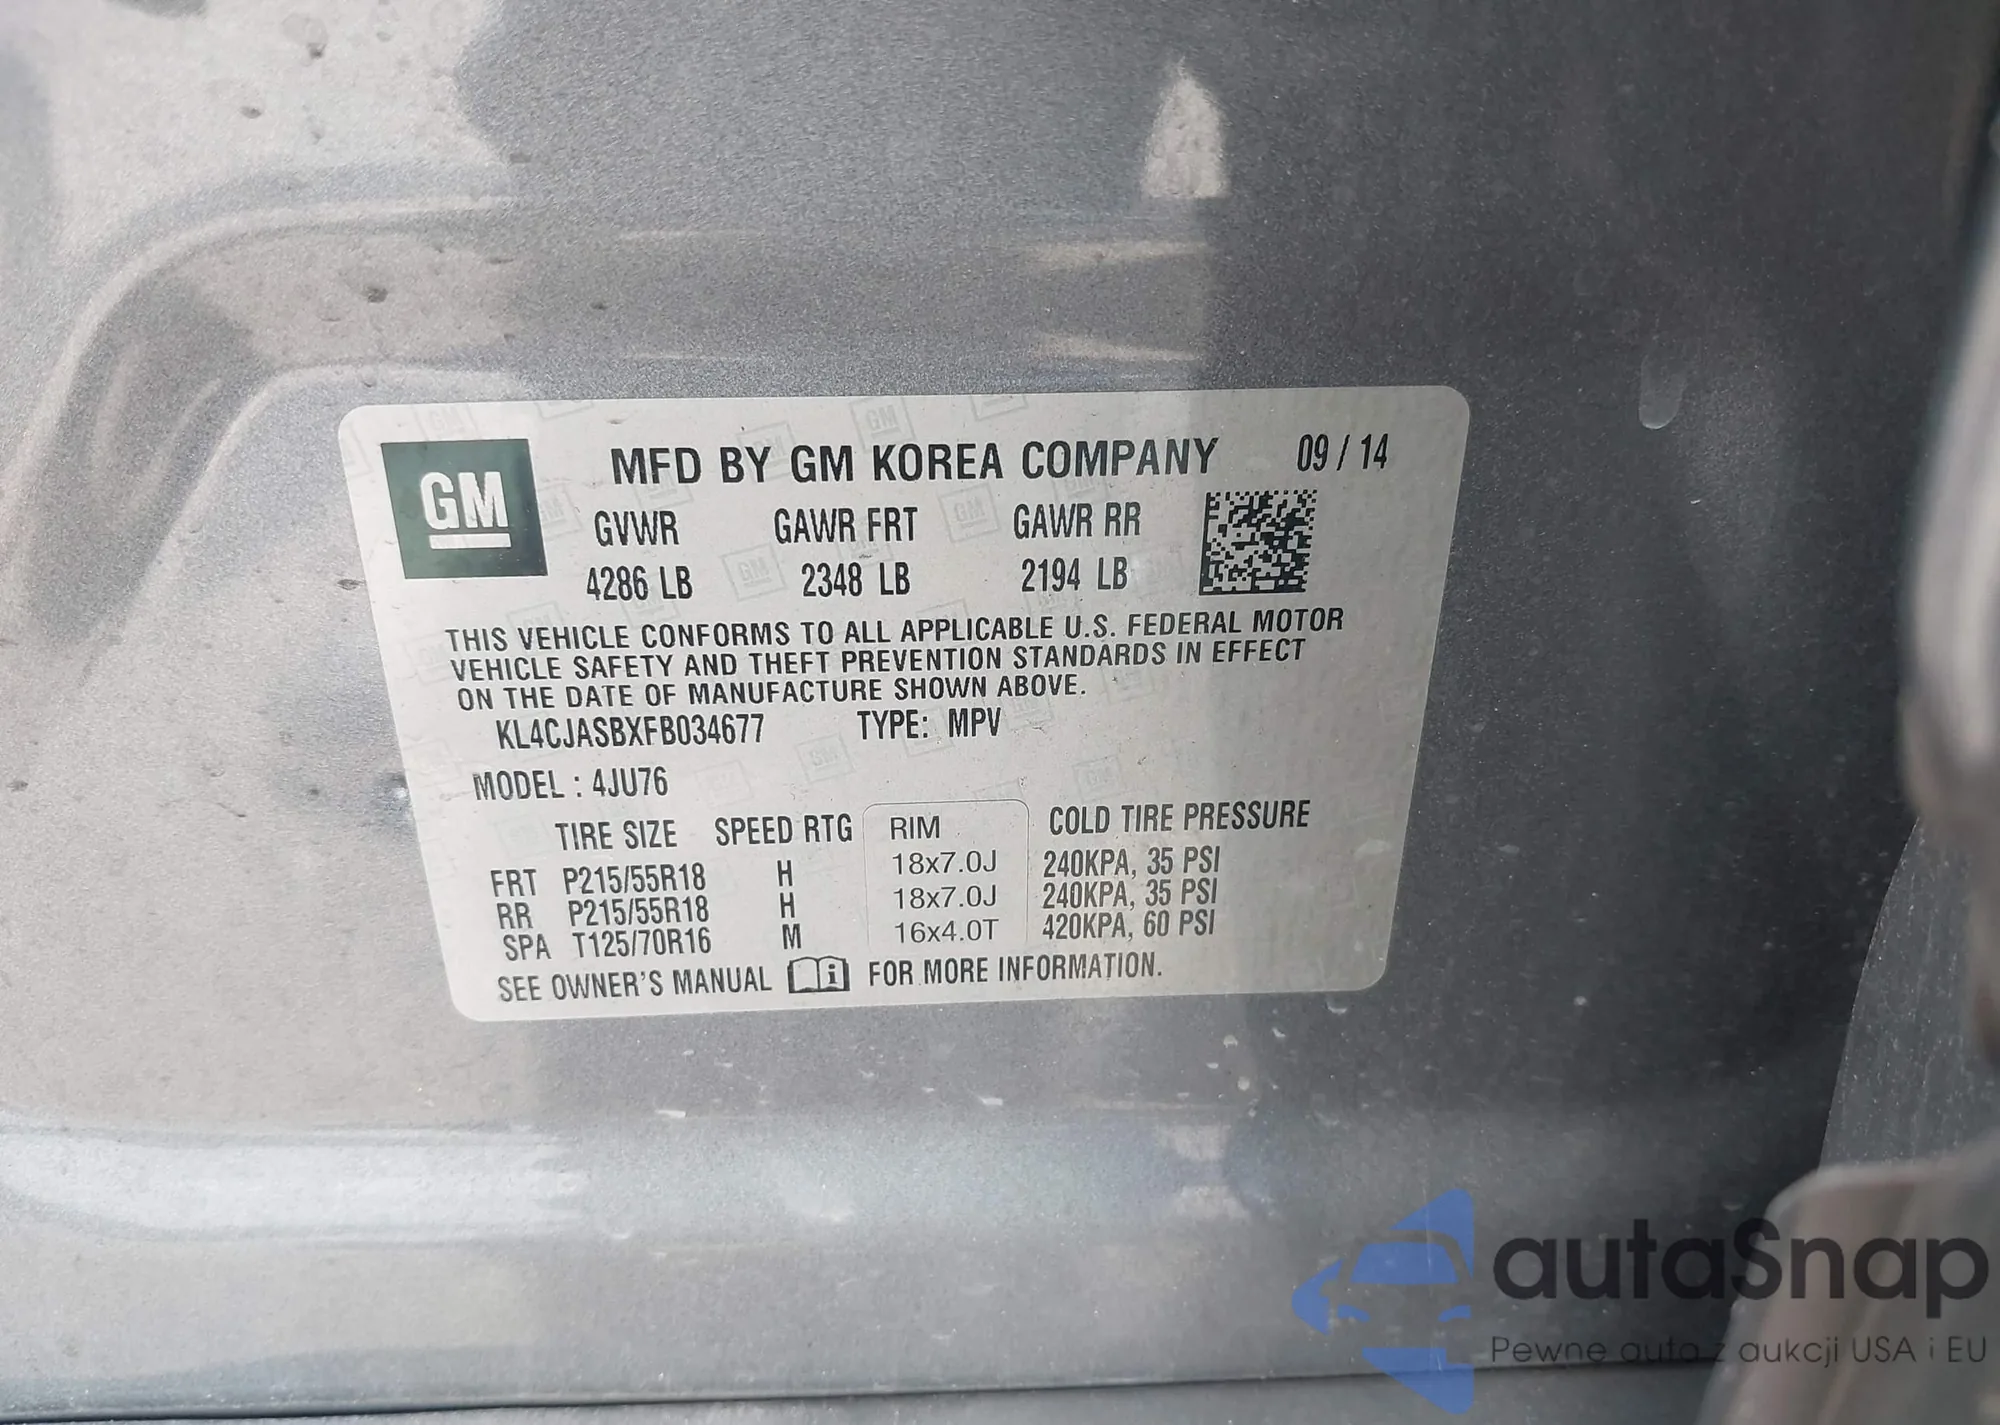 GM
MFD BY GM KOREA COMPANY 09 / 14
GVWR GAWR FRT GAWR RR
4286 LB 2348 LB 2194 LB
THIS VEHICLE CONFORMS TO ALL APPLICABLE U.S. FEDERAL MOTOR
VEHICLE SAFETY AND THEFT PREVENTION STANDARDS IN EFFECT
ON THE DATE OF MANUFACTURE SHOWN ABOVE.
KL4CJASBXFB034677 TYPE: MPV
MODEL : 4JU76
TIRE SIZE SPEED RTG RIM COLD TIRE PRESSURE
FRT P215/55R18 H 18x7.0J 240KPA, 35 PSI
RR P215/55R18 H 18x7.0J 240KPA, 35 PSI
SPA T125/70R16 M 16x4.0T 420KPA, 60 PSI
SEE OWNER'S MANUAL i FOR MORE INFORMATION.
autaSnap
Pewne auta z aukcji USA i EU